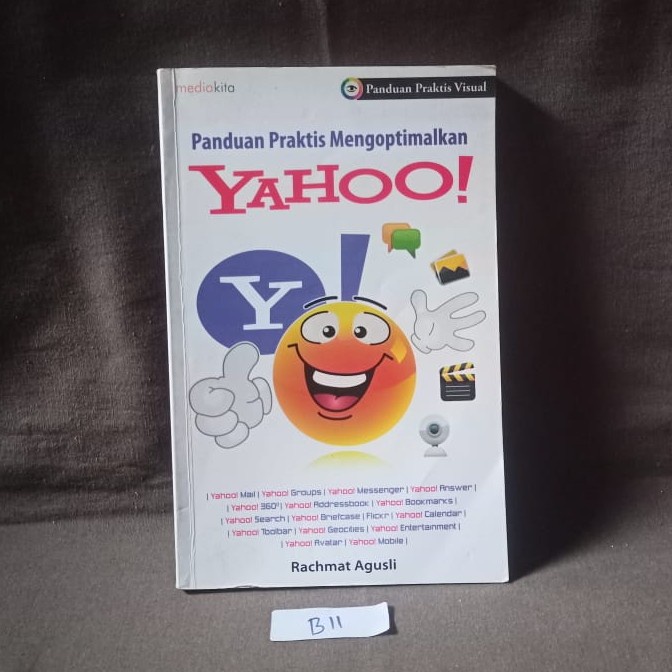 mediakita
Panduan Praktis Visual
Panduan Praktis Mengoptimalkan
YAHOO!
Y!
| Yahoo! Mail | Yahoo! Groups | Yahoo! Messenger | Yahoo! Answer |
| Yahoo! 360° | Yahoo! Addressbook | Yahoo! Bookmarks |
| Yahoo! Search | Yahoo! Briefcase | Flickr | Yahoo! Calendar |
| Yahoo! Toolbar | Yahoo! Geocities | Yahoo! Entertainment |
| Yahoo! Avatar | Yahoo! Mobile |
Rachmat Agusli
B11